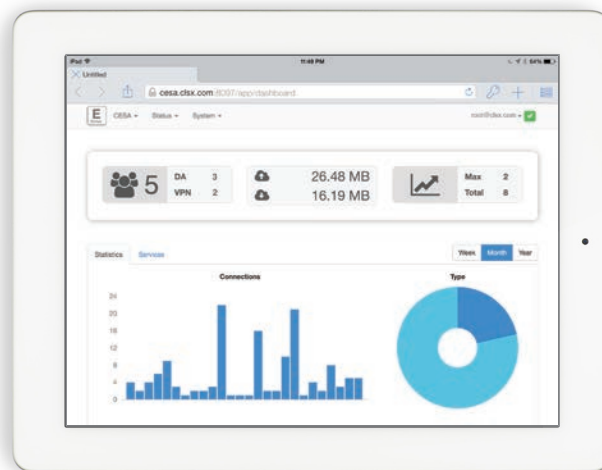 iPad
11:48 PM
64%
Untitled
cesa.clsx.com:8097/app/dashboard
E
CESA
Status
System
root@clsx.com
5
DA 3
VPN 2
26.48 MB
16.19 MB
Max 2
Total 8
Statistics
Services
Week Month Year
Connections
Type
24
20
16
12
8
4
0